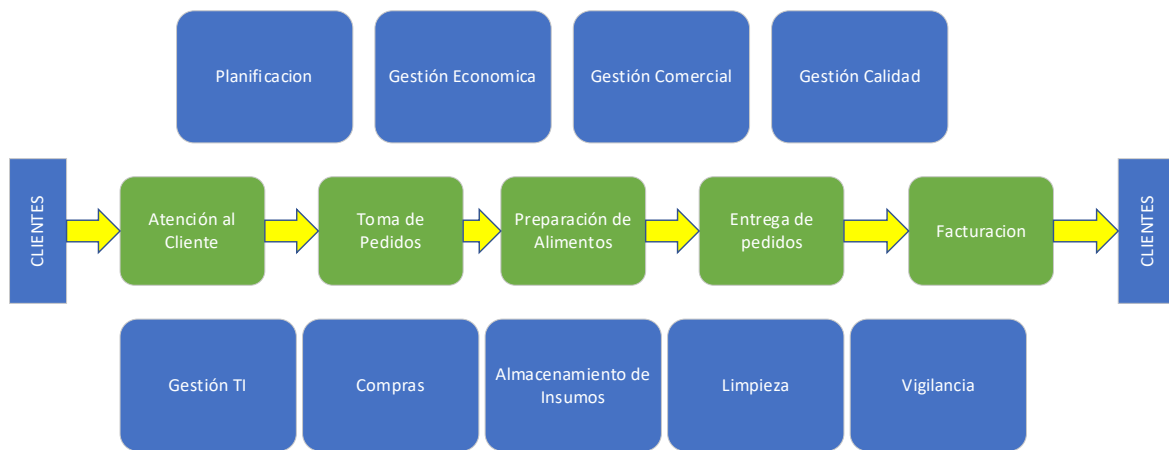 Planificacion
Gestión Economica
Gestión Comercial
Gestión Calidad
CLIENTES
Atención al
Cliente
Toma de
Pedidos
Preparación de
Alimentos
Entrega de
pedidos
Facturacion
CLIENTES
Gestión TI
Compras
Almacenamiento de
Insumos
Limpieza
Vigilancia